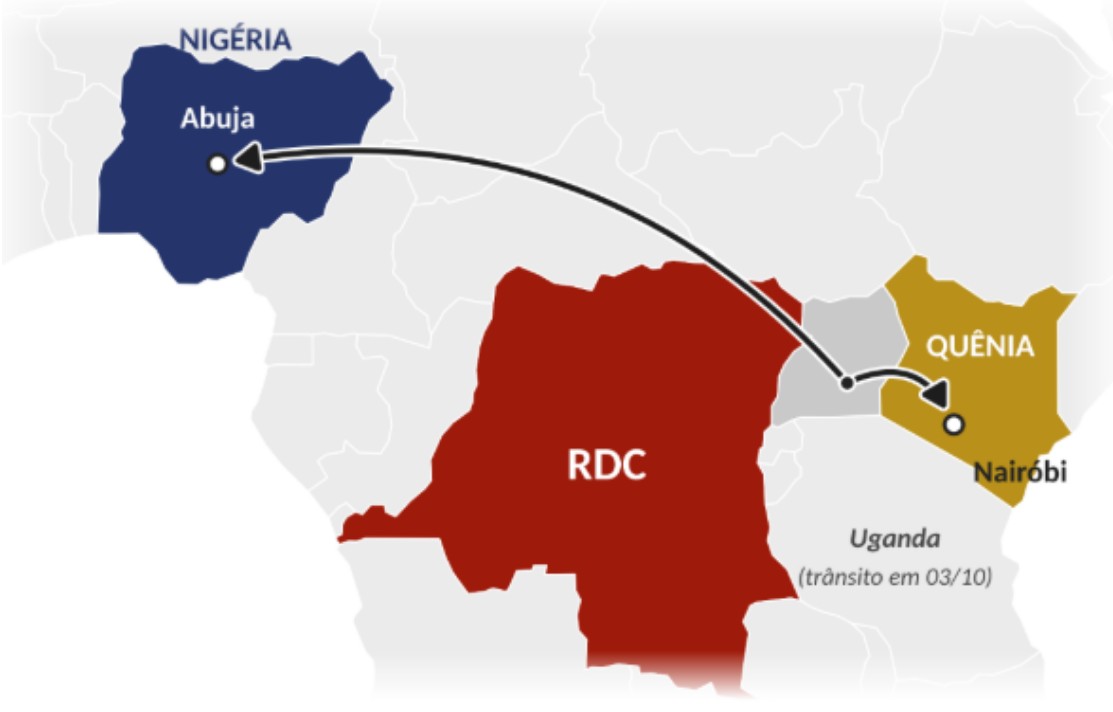 NIGÉRIA
Abuja
QUÊNIA
RDC
Nairóbi
Uganda
(trânsito em 03/10)